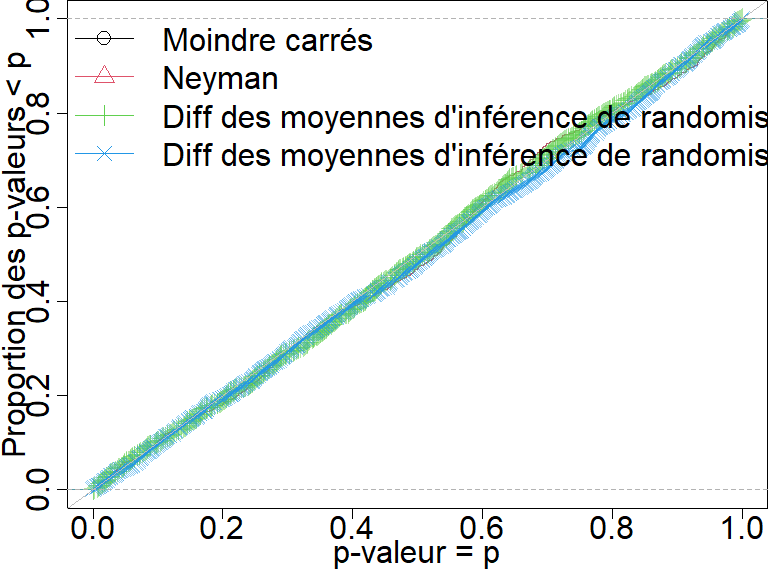 Moindre carrés
Neyman
Diff des moyennes d'inférence de randomis
Diff des moyennes d'inférence de randomis
Proportion des p-valeurs < p
1.0
0.8
0.6
0.4
0.2
0.0
0.0 0.2 0.4 0.6 0.8 1.0
p-valeur = p